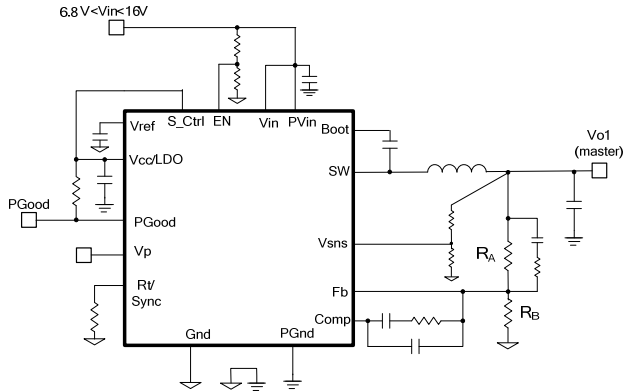 6.8V<Vin<16V
S_Ctrl EN Vin PVin
Vref
Boot
Vo1
(master)
Vcc/LDO
SW
PGood
PGood
Vsns
Vp
RA
Rt/
Sync
Fb
Comp
RB
Gnd
PGnd